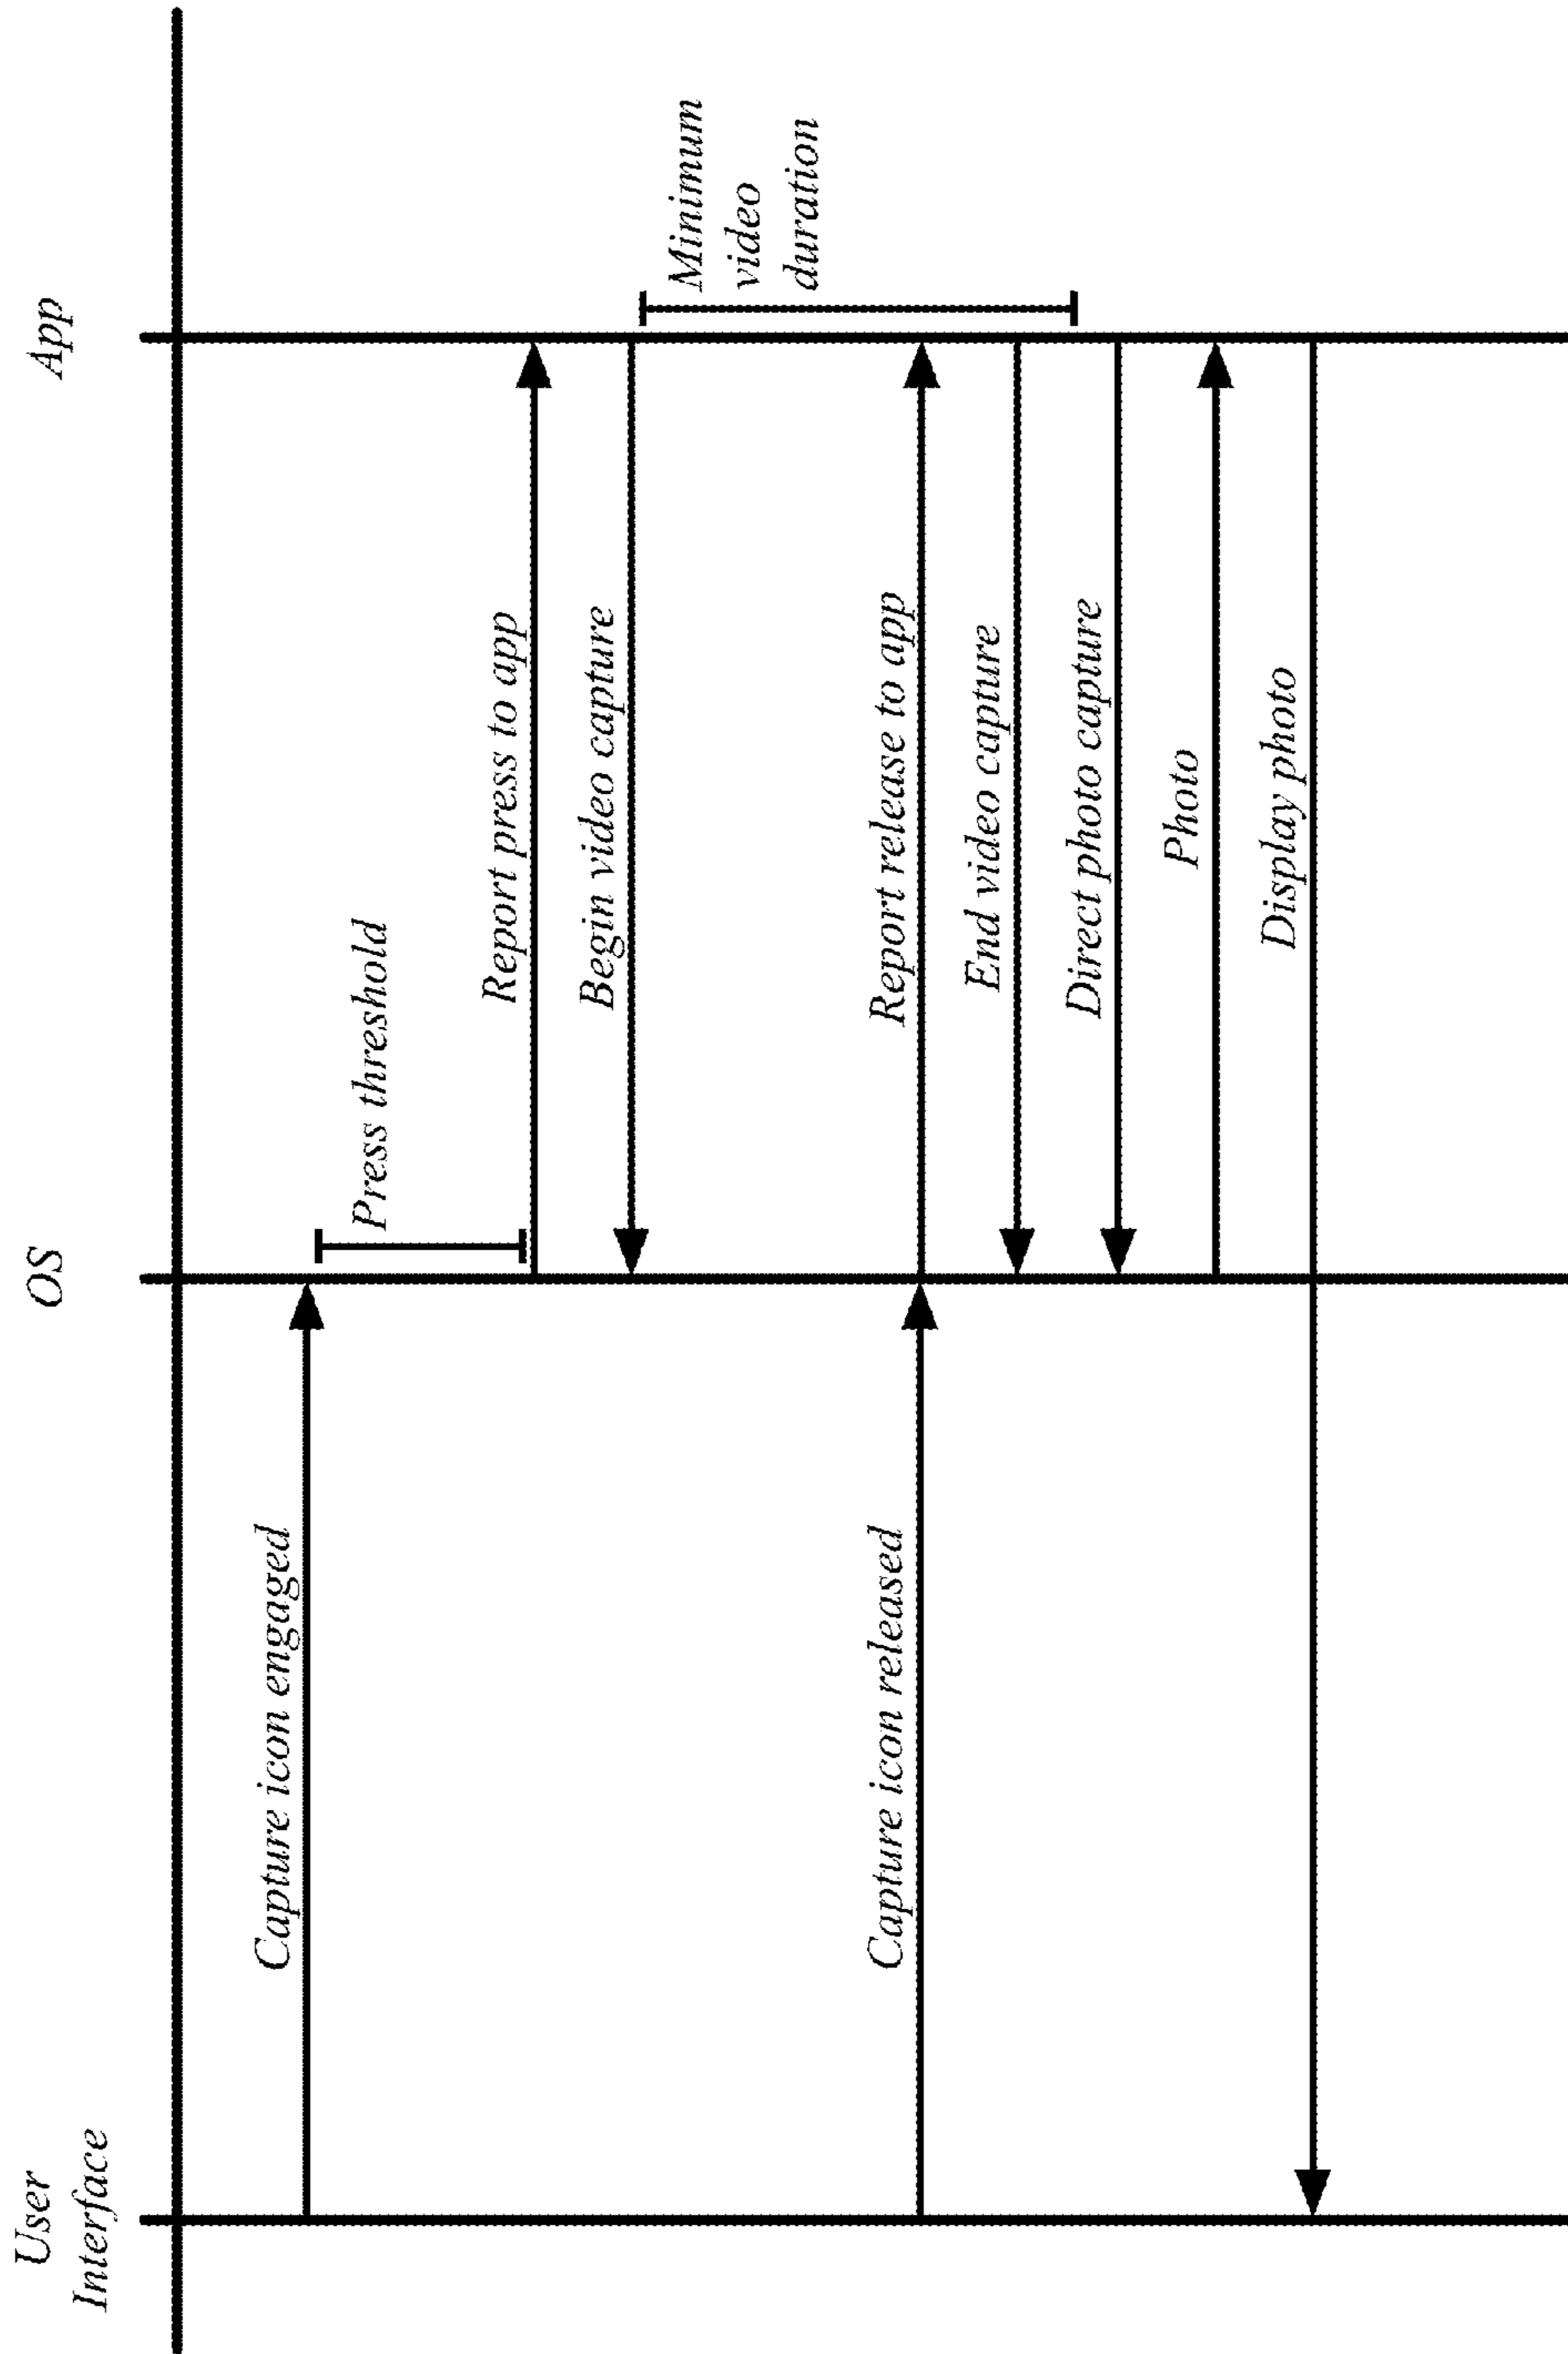 User
Interface
OS
App
Capture icon engaged
Press threshold
Report press to app
Begin video capture
Minimum
video
duration
Capture icon released
Report release to app
End video capture
Direct photo capture
Photo
Display photo